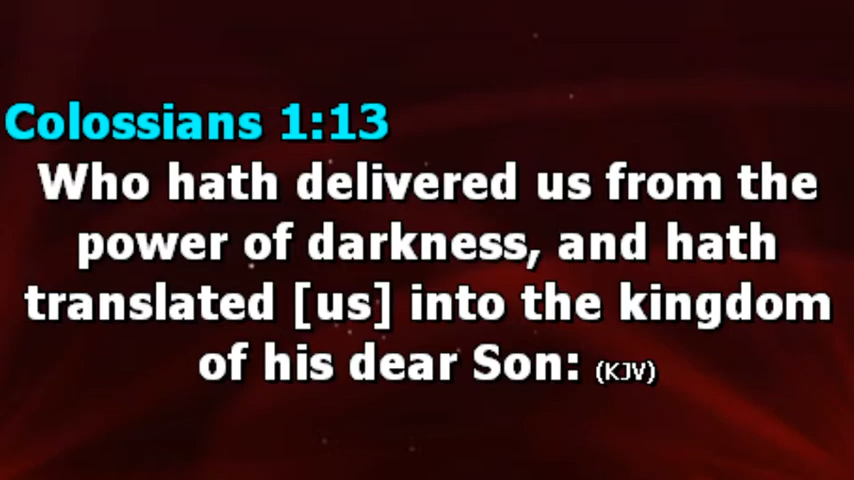 Colossians 1:13
Who hath delivered us from the
power of darkness, and hath
translated [us] into the kingdom
of his dear Son: (KJV)